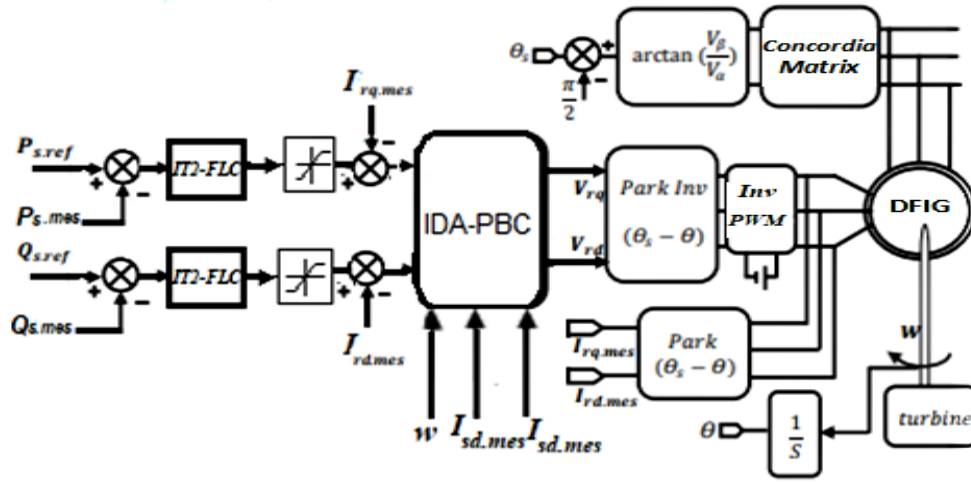 θs
+
−
π/2
arctan (Vβ/Vα)
Concordia
Matrix
I rq.mes
Ps.ref
+
−
Ps.mes
IT2-FLC
+
−
Qs.ref
+
−
Qs.mes
IT2-FLC
+
−
I rd.mes
IDA-PBC
Vrq
Vrd
Park Inv
(θs − θ)
Inv
PWM
DFIG
Irq.mes
Ird.mes
Park
(θs − θ)
w
turbine
θ
1/S
w
Isd.mes
Isd.mes